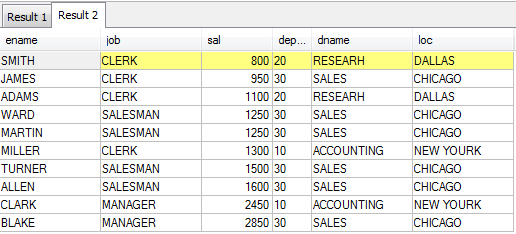 Result 1 Result 2
ename job sal dep... dname loc
SMITH CLERK 800 20 RESEARH DALLAS
JAMES CLERK 950 30 SALES CHICAGO
ADAMS CLERK 1100 20 RESEARH DALLAS
WARD SALESMAN 1250 30 SALES CHICAGO
MARTIN SALESMAN 1250 30 SALES CHICAGO
MILLER CLERK 1300 10 ACCOUNTING NEW YOURK
TURNER SALESMAN 1500 30 SALES CHICAGO
ALLEN SALESMAN 1600 30 SALES CHICAGO
CLARK MANAGER 2450 10 ACCOUNTING NEW YOURK
BLAKE MANAGER 2850 30 SALES CHICAGO